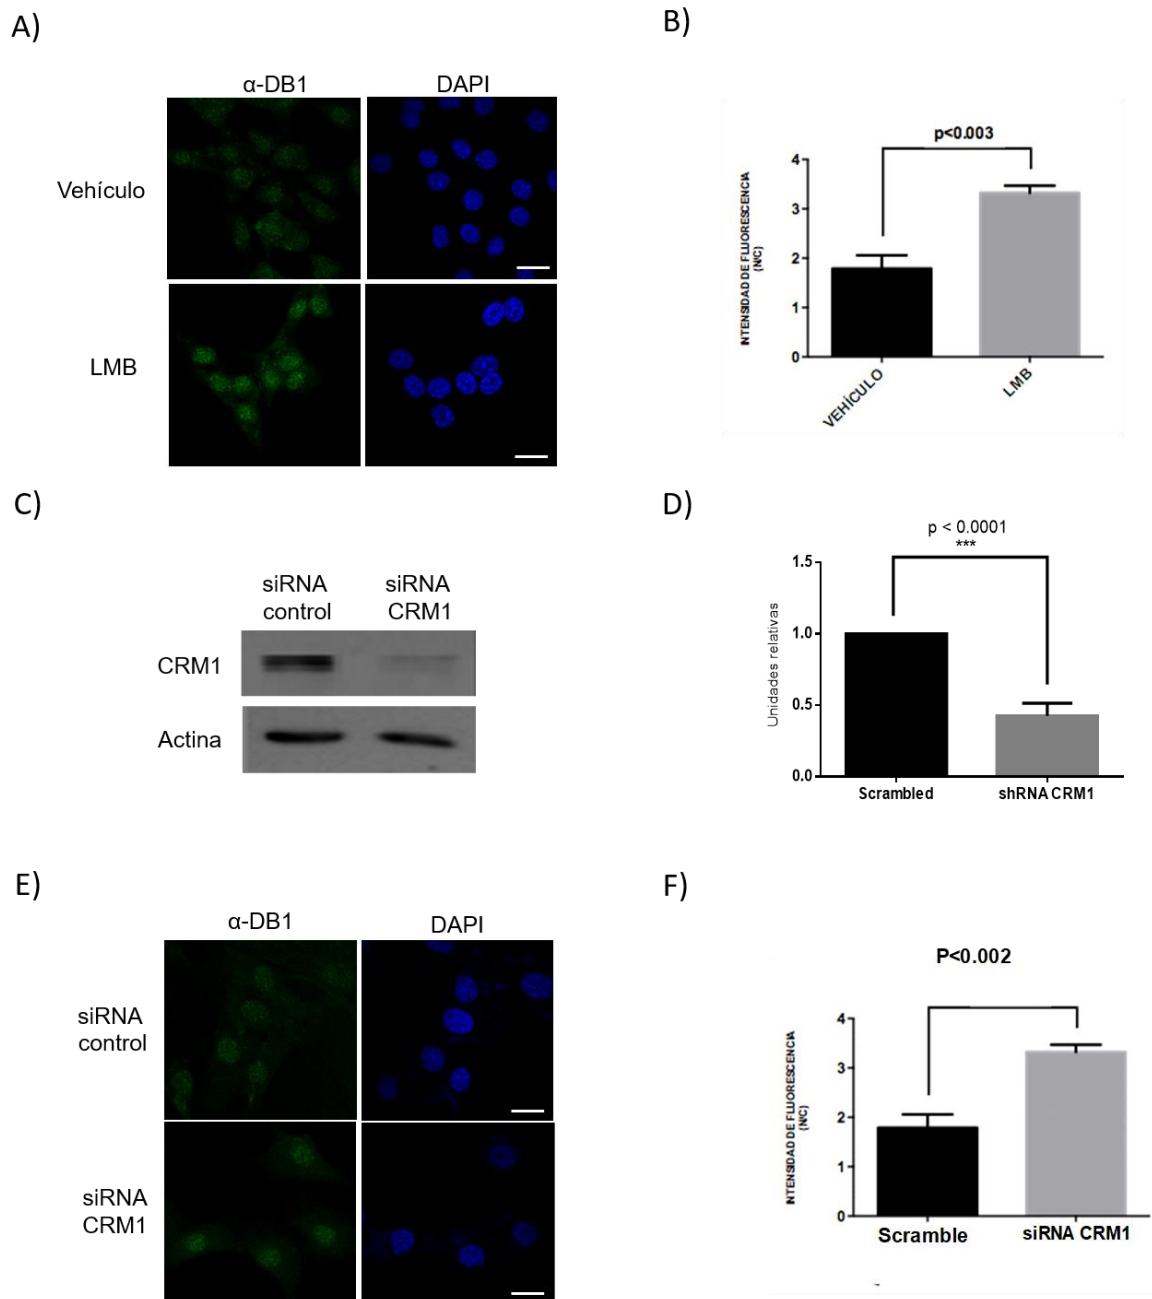 A)
α-DB1
DAPI
Vehículo
LMB
B)
p<0.003
INTENSIDAD DE FLUORESCENCIA
(N/C)
4
3
2
1
0
VEHÍCULO
LMB
C)
siRNA
control
siRNA
CRM1
CRM1
Actina
D)
p < 0.0001
***
Unidades relativas
1.5
1.0
0.5
0.0
Scrambled
shRNA CRM1
E)
α-DB1
DAPI
siRNA
control
siRNA
CRM1
F)
P<0.002
INTENSIDAD DE FLUORESCENCIA
(N/C)
4
3
2
1
0
Scramble
siRNA CRM1